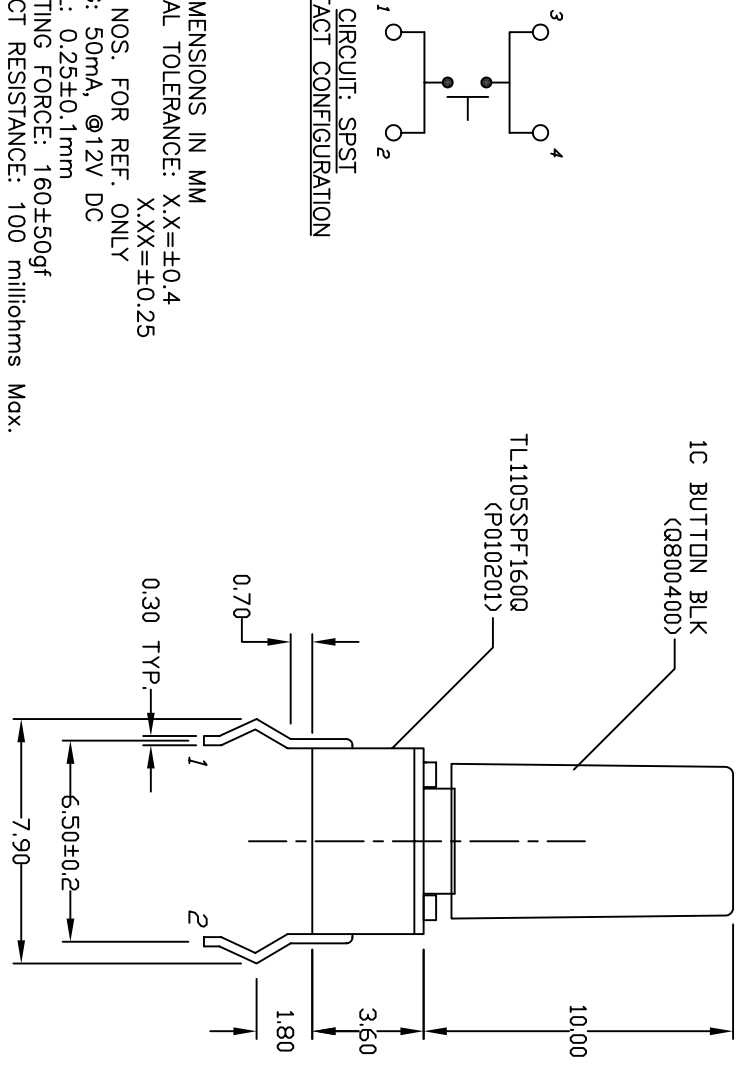 3
4
1
2
CIRCUIT: SPST
TACT CONFIGURATION
1C BUTTON BLK
(Q800400)
TL1105SPF160Q
(P010201)
10.00
3.60
1.80
0.70
0.30 TYP.
1
2
6.50±0.2
7.90
MENSIONS IN MM
AL TOLERANCE: X.X=±0.4
X.XX=±0.25
NOS. FOR REF. ONLY
: 50mA, @12V DC
: 0.25±0.1mm
TING FORCE: 160±50gf
CT RESISTANCE: 100 milliohms Max.